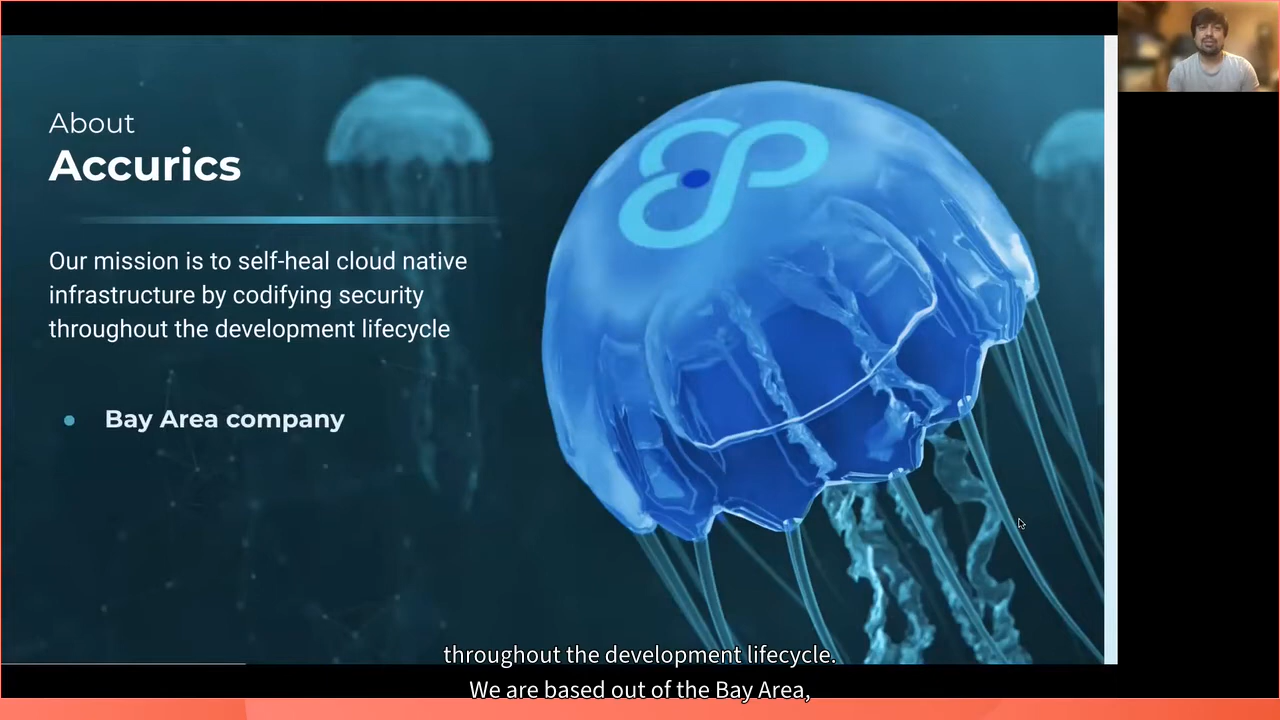 About
Accurics
Our mission is to self-heal cloud native
infrastructure by codifying security
throughout the development lifecycle
Bay Area company
throughout the development lifecycle.
We are based out of the Bay Area,